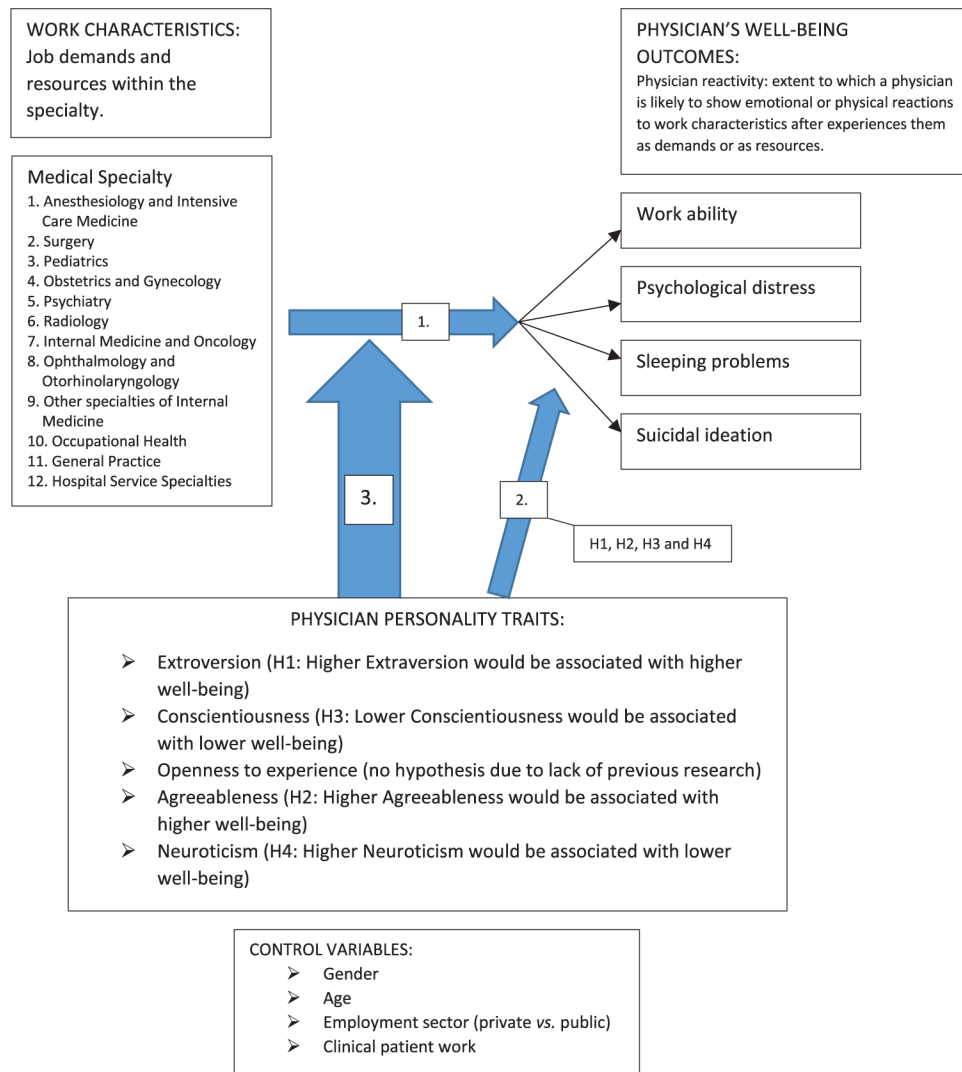 WORK CHARACTERISTICS:
Job demands and
resources within the
specialty.
PHYSICIAN'S WELL-BEING
OUTCOMES:
Physician reactivity: extent to which a physician
is likely to show emotional or physical reactions
to work characteristics after experiences them
as demands or as resources.
Medical Specialty
1. Anesthesiology and Intensive
Care Medicine
2. Surgery
3. Pediatrics
4. Obstetrics and Gynecology
5. Psychiatry
6. Radiology
7. Internal Medicine and Oncology
8. Ophthalmology and
Otorhinolaryngology
9. Other specialties of Internal
Medicine
10. Occupational Health
11. General Practice
12. Hospital Service Specialties
1.
Work ability
Psychological distress
Sleeping problems
Suicidal ideation
3.
2.
H1, H2, H3 and H4
PHYSICIAN PERSONALITY TRAITS:
➢ Extroversion (H1: Higher Extraversion would be associated with higher
well-being)
➢ Conscientiousness (H3: Lower Conscientiousness would be associated
with lower well-being)
➢ Openness to experience (no hypothesis due to lack of previous research)
➢ Agreeableness (H2: Higher Agreeableness would be associated with
higher well-being)
➢ Neuroticism (H4: Higher Neuroticism would be associated with lower
well-being)
CONTROL VARIABLES:
➢ Gender
➢ Age
➢ Employment sector (private vs. public)
➢ Clinical patient work